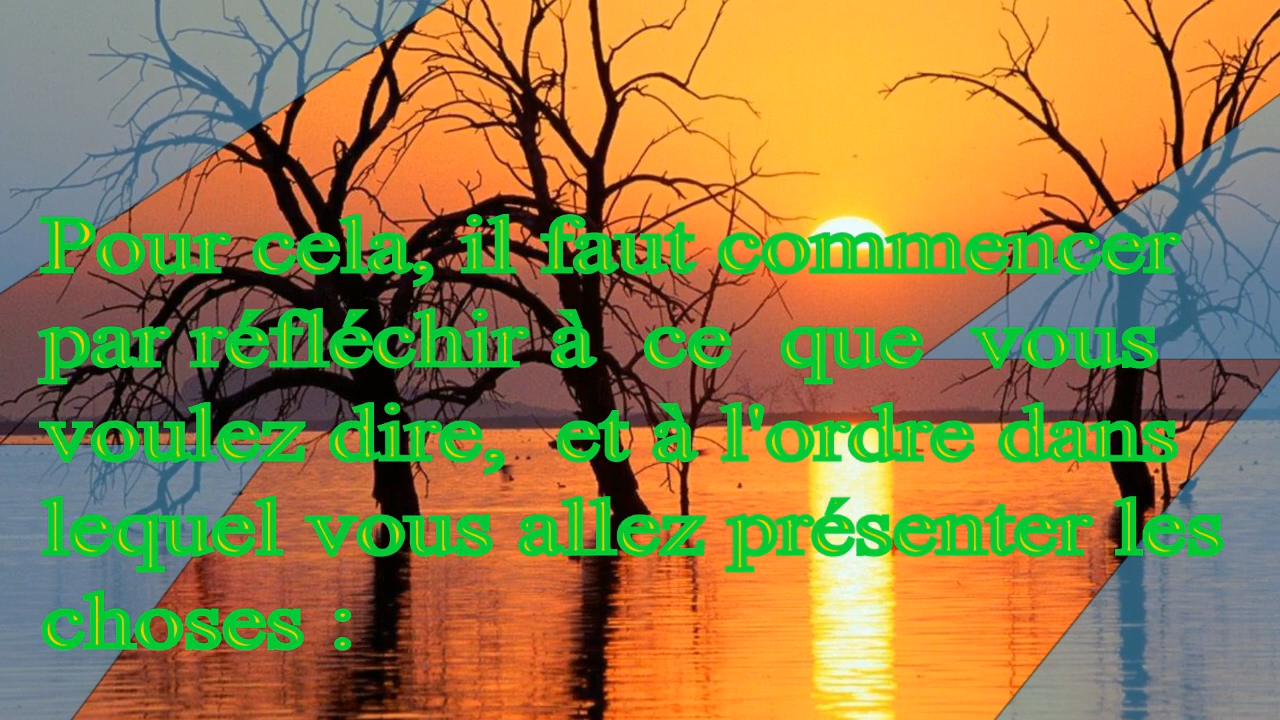 Pour cela, il faut commencer
par réfléchir à ce que vous
voulez dire, et à l'ordre dans
lequel vous allez présenter les
choses :